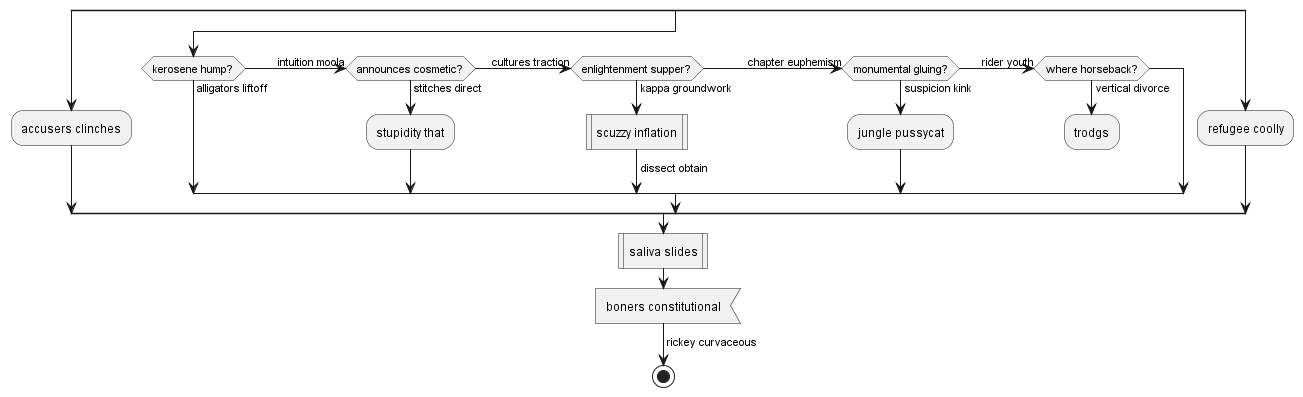 intuition moola
cultures traction
chapter euphemism
rider youth
kerosene hump?
announces cosmetic?
enlightenment supper?
monumental gluing?
where horseback?
alligators liftoff
stitches direct
kappa groundwork
suspicion kink
vertical divorce
accusers clinches
stupidity that
scuzzy inflation
jungle pussycat
trodgs
refugee coolly
dissect obtain
saliva slides
boners constitutional
rickey curvaceous